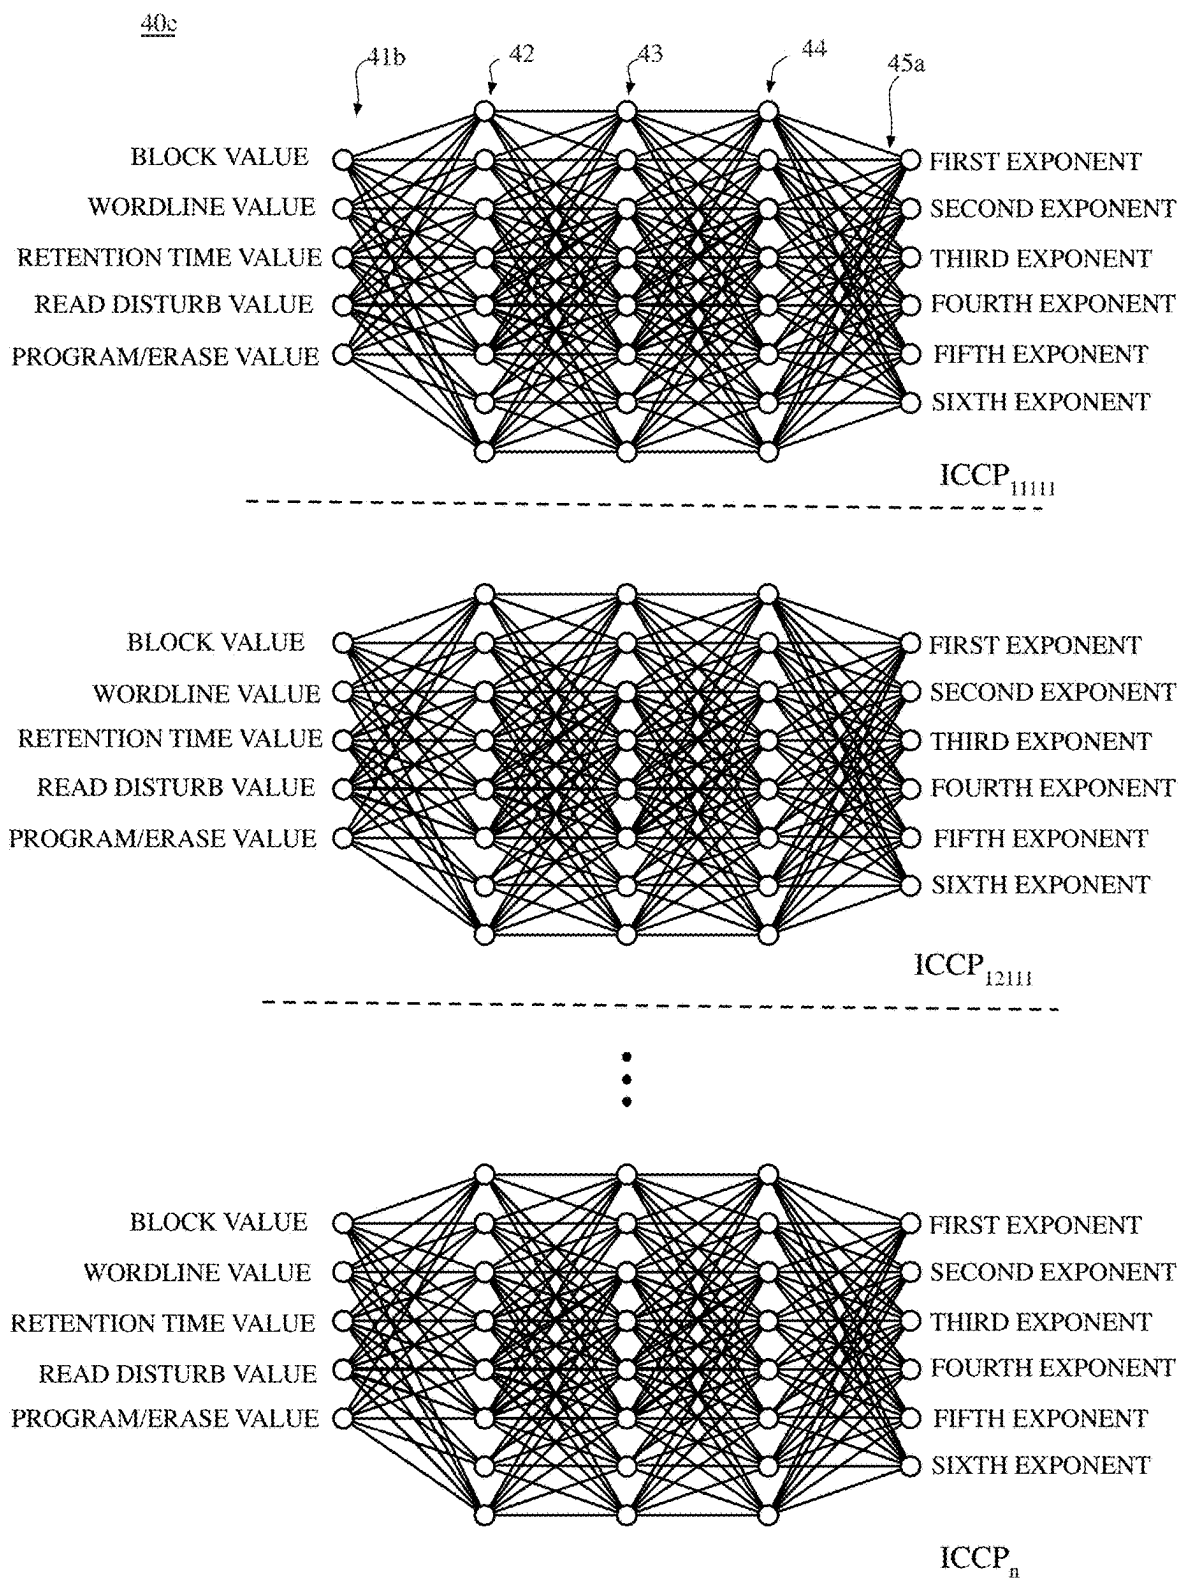 40c
41b 42 43 44 45a
BLOCK VALUE FIRST EXPONENT
WORDLINE VALUE SECOND EXPONENT
RETENTION TIME VALUE THIRD EXPONENT
READ DISTURB VALUE FOURTH EXPONENT
PROGRAM/ERASE VALUE FIFTH EXPONENT
SIXTH EXPONENT
ICCP11111
BLOCK VALUE FIRST EXPONENT
WORDLINE VALUE SECOND EXPONENT
RETENTION TIME VALUE THIRD EXPONENT
READ DISTURB VALUE FOURTH EXPONENT
PROGRAM/ERASE VALUE FIFTH EXPONENT
SIXTH EXPONENT
ICCP12111
BLOCK VALUE FIRST EXPONENT
WORDLINE VALUE SECOND EXPONENT
RETENTION TIME VALUE THIRD EXPONENT
READ DISTURB VALUE FOURTH EXPONENT
PROGRAM/ERASE VALUE FIFTH EXPONENT
SIXTH EXPONENT
ICCPn